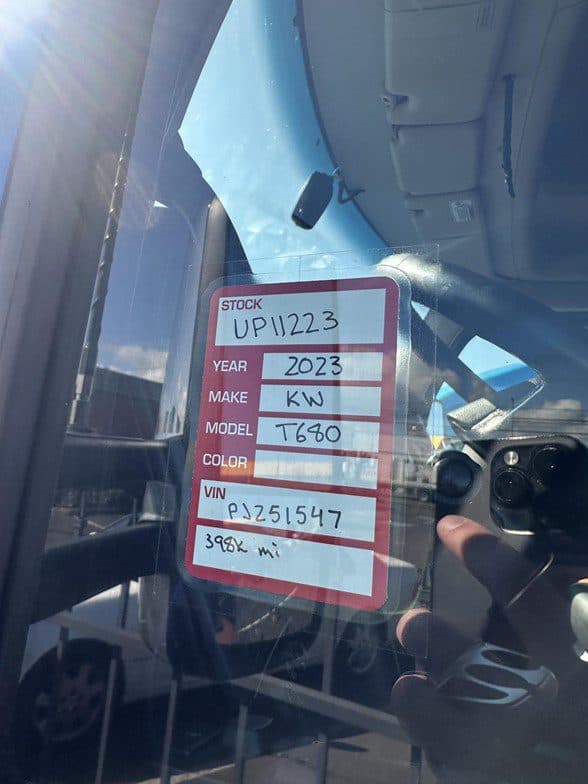 STOCK
UP11223
YEAR 2023
MAKE KW
MODEL T680
COLOR
VIN
PJ251547
398k mi